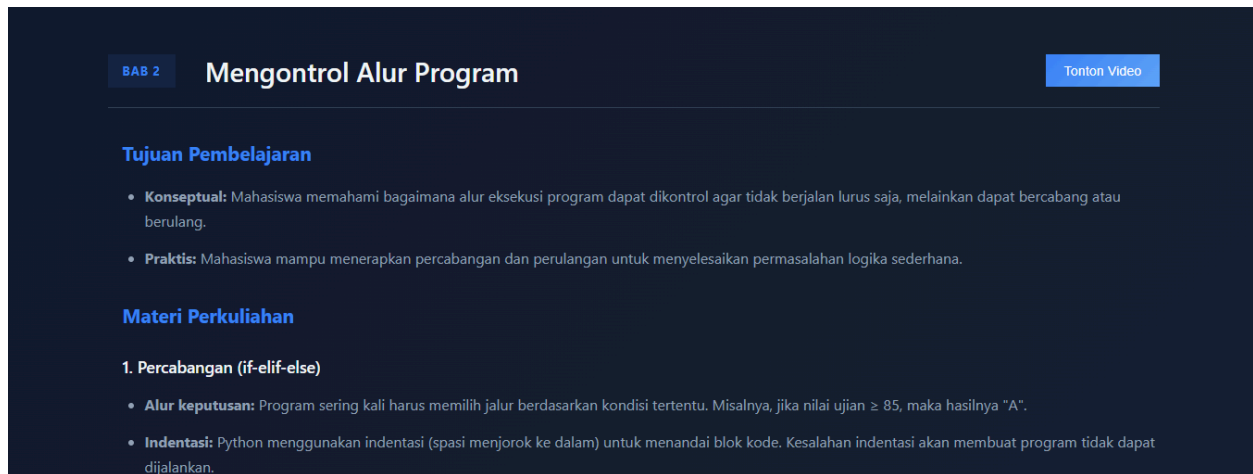 BAB 2
Mengontrol Alur Program
Tonton Video
Tujuan Pembelajaran
• Konseptual: Mahasiswa memahami bagaimana alur eksekusi program dapat dikontrol agar tidak berjalan lurus saja, melainkan dapat bercabang atau
berulang.
• Praktis: Mahasiswa mampu menerapkan percabangan dan perulangan untuk menyelesaikan permasalahan logika sederhana.
Materi Perkuliahan
1. Percabangan (if-elif-else)
• Alur keputusan: Program sering kali harus memilih jalur berdasarkan kondisi tertentu. Misalnya, jika nilai ujian ≥ 85, maka hasilnya "A".
• Indentasi: Python menggunakan indentasi (spasi menjorok ke dalam) untuk menandai blok kode. Kesalahan indentasi akan membuat program tidak dapat
dijalankan.